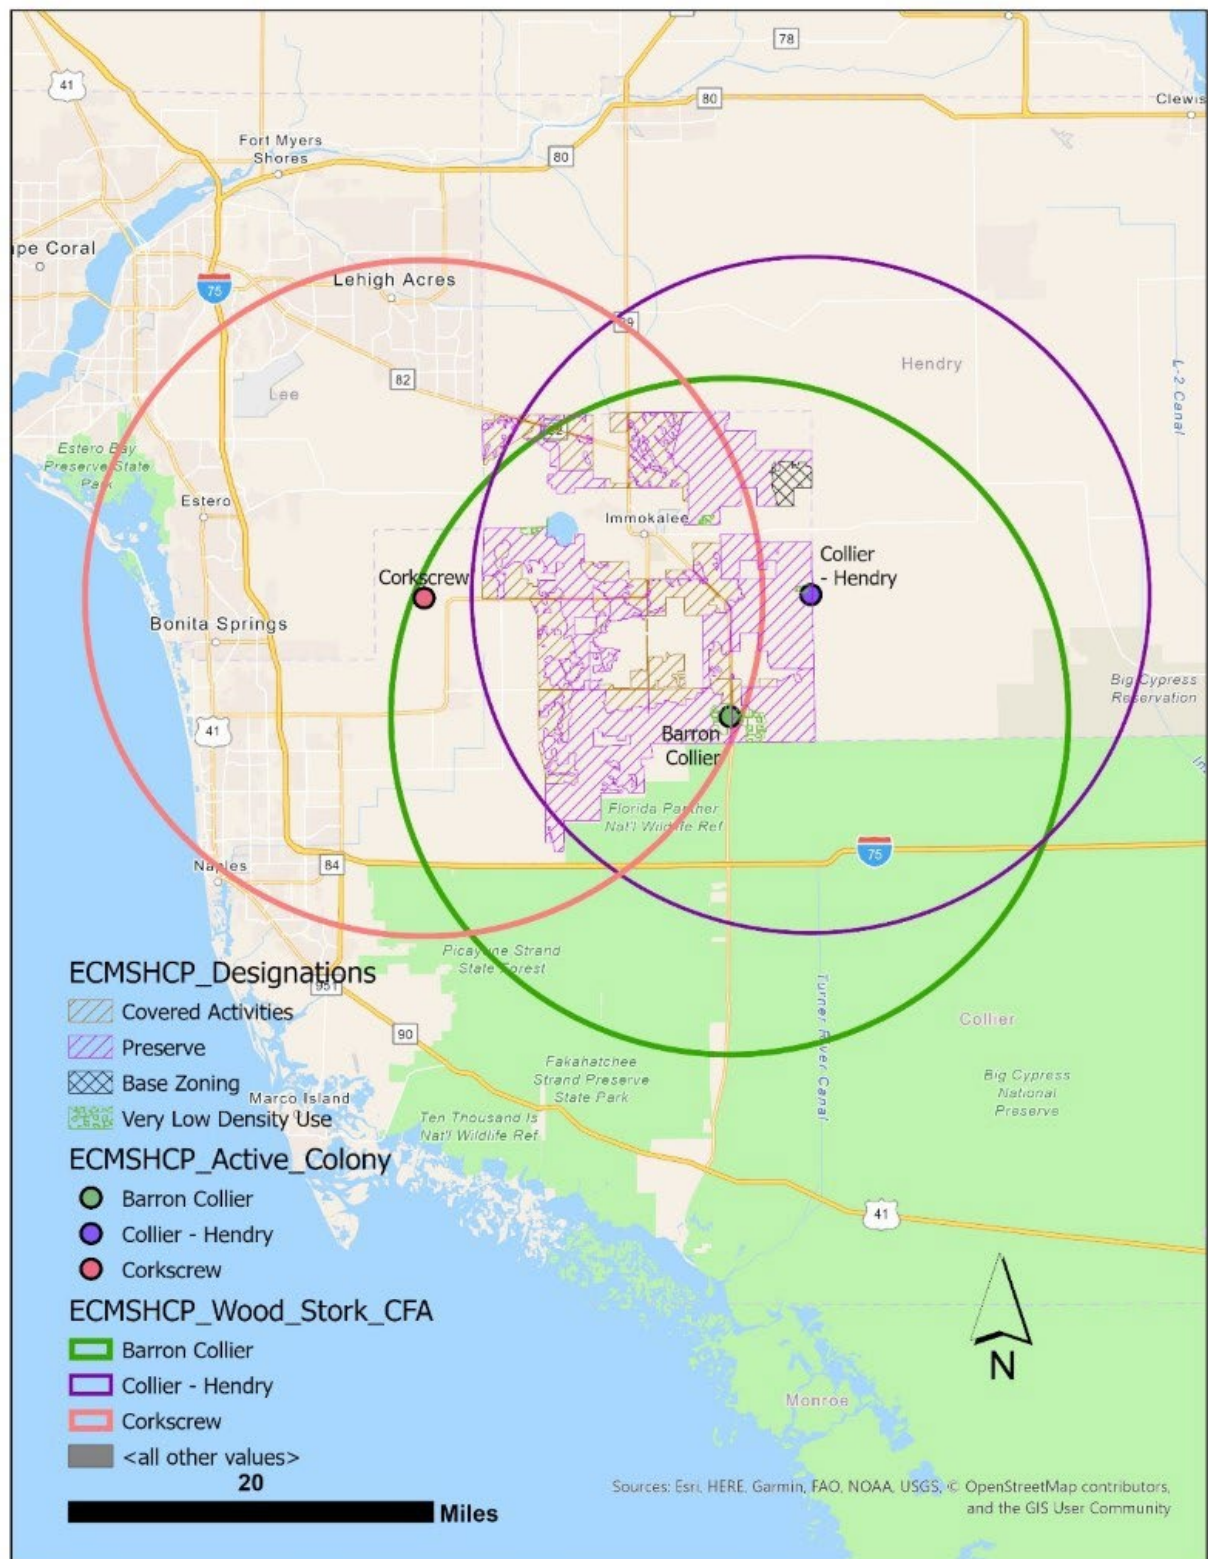 78
41
80
Clewis
Fort Myers
Shores
80
ape Coral
75
Lehigh Acres
29
Hendry
L-2 Canal
82
Lee
Estero Bay
Preserve State
Park
Estero
Immokalee
Collier
- Hendry
Corkscrew
Bonita Springs
Big Cypress
Reservation
41
Barron
Collier
Florida Panther
Nat'l Wildlife Ref
75
Naples
84
Picayune Strand
State Forest
ECMSHCP_Designations
951
Covered Activities
Preserve
Base Zoning
Very Low Density Use
90
Turner River Canal
Collier
Fakahatchee
Strand Preserve
State Park
Big Cypress
National
Preserve
Marco Island
Ten Thousand Is
Nat'l Wildlife Ref
ECMSHCP_Active_Colony
Barron Collier
Collier - Hendry
Corkscrew
41
ECMSHCP_Wood_Stork_CFA
Barron Collier
Collier - Hendry
Corkscrew
<all other values>
N
Monroe
20
Miles
Sources: Esri, HERE, Garmin, FAO, NOAA, USGS, © OpenStreetMap contributors,
and the GIS User Community